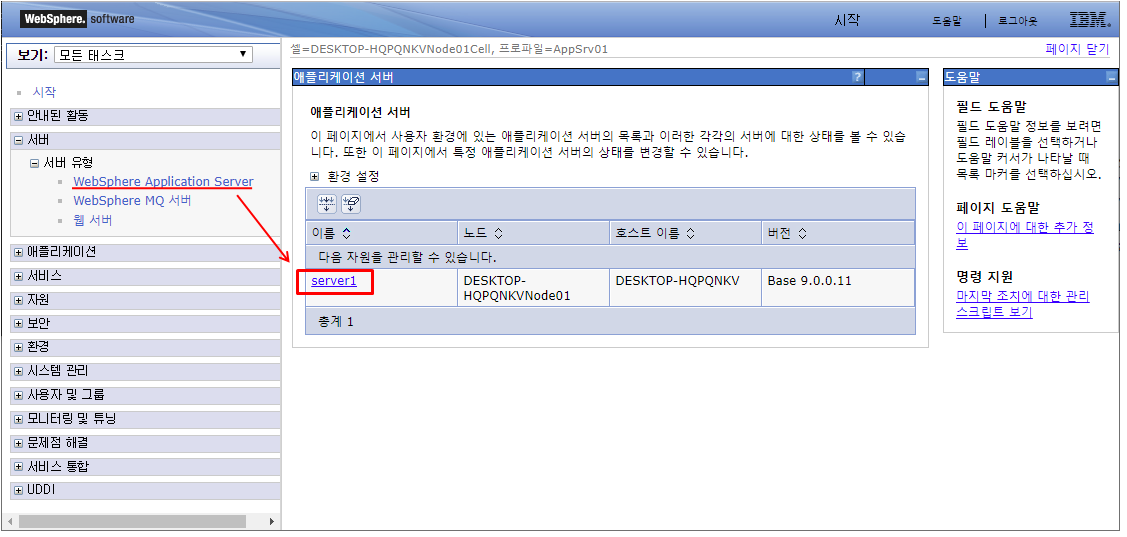 WebSphere. software
시작
도움말
로그아웃
IBM.
보기: 모든 태스크
시작
안내된 활동
서버
서버 유형
WebSphere Application Server
WebSphere MQ 서버
웹 서버
애플리케이션
서비스
자원
보안
환경
시스템 관리
사용자 및 그룹
모니터링 및 튜닝
문제점 해결
서비스 통합
UDDI
셀=DESKTOP-HQPQNKVNode01Cell, 프로파일=AppSrv01
페이지 닫기
애플리케이션 서버
?
애플리케이션 서버
이 페이지에서 사용자 환경에 있는 애플리케이션 서버의 목록과 이러한 각각의 서버에 대한 상태를 볼 수 있습
니다. 또한 이 페이지에서 특정 애플리케이션 서버의 상태를 변경할 수 있습니다.
환경 설정
이름 노드 호스트 이름 버전
다음 자원을 관리할 수 있습니다.
server1 DESKTOP- DESKTOP-HQPQNKV Base 9.0.0.11
HQPQNKVNode01
총계 1
도움말
필드 도움말
필드 도움말 정보를 보려면
필드 레이블을 선택하거나
도움말 커서가 나타날 때
목록 마커를 선택하십시오.
페이지 도움말
이 페이지에 대한 추가 정
보
명령 지원
마지막 조치에 대한 관리
스크립트 보기